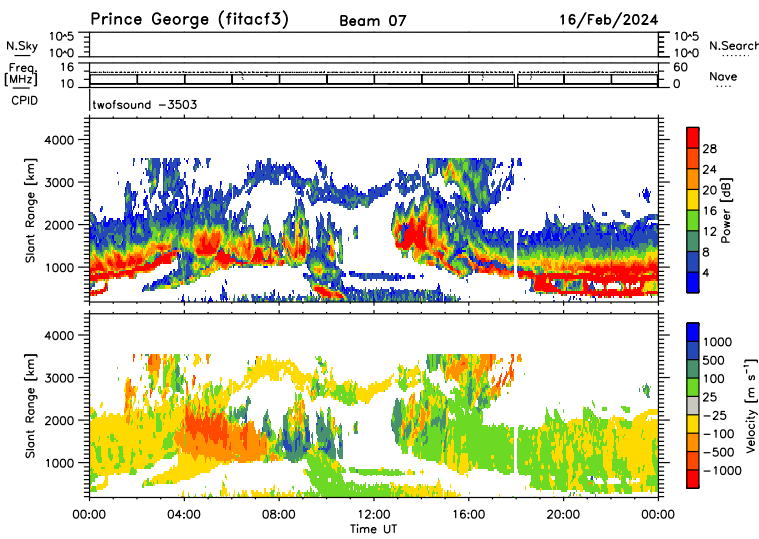 Prince George (fitacf3) Beam 07 16/Feb/2024
N.Sky 10^5 10^0 10^5 10^0 N.Search
Freq [MHz] 16 10 60 0 Nave
CPID twofsound -3503
4000
3000
2000
1000
Slant Range [km]
28
24
20
16
12
8
4
Power [dB]
4000
3000
2000
1000
Slant Range [km]
1000
500
100
25
-25
-100
-500
-1000
Velocity [m s⁻¹]
00:00 04:00 08:00 12:00 16:00 20:00 00:00
Time UT